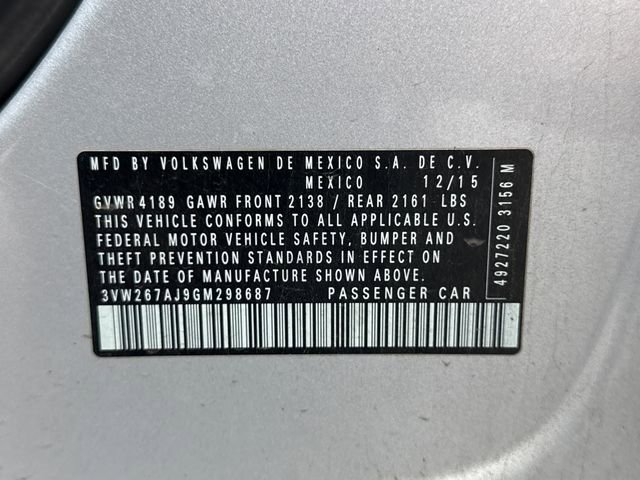 MFD BY VOLKSWAGEN DE MEXICO S.A. DE C.V.
MEXICO 12/15
GVWR 4189 GAWR FRONT 2138 / REAR 2161 LBS
THIS VEHICLE CONFORMS TO ALL APPLICABLE U.S.
FEDERAL MOTOR VEHICLE SAFETY, BUMPER AND
THEFT PREVENTION STANDARDS IN EFFECT ON
THE DATE OF MANUFACTURE SHOWN ABOVE.
3VW267AJ9GM298687 PASSENGER CAR
4927220 3156 M